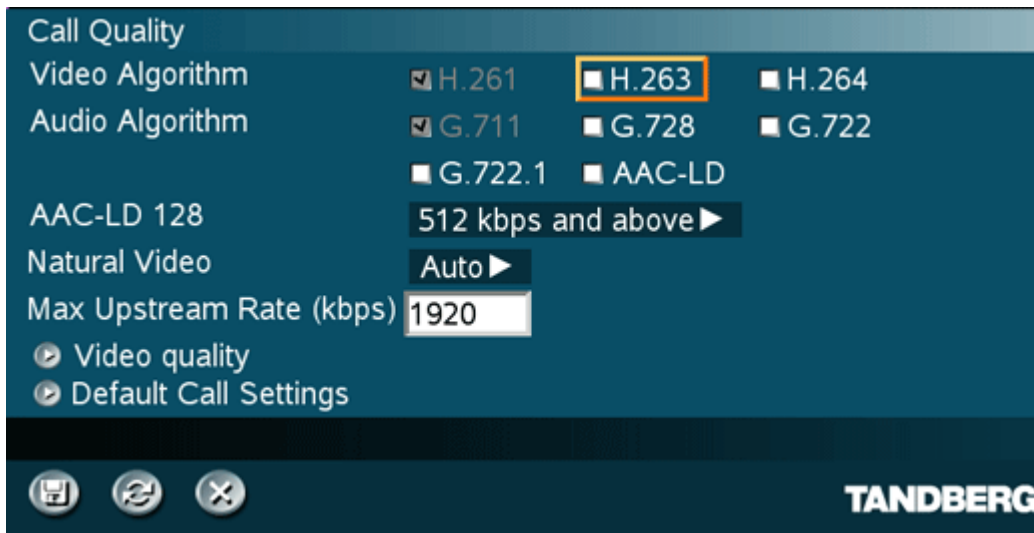 Call Quality
Video Algorithm H.261 H.263 H.264
Audio Algorithm G.711 G.728 G.722
G.722.1 AAC-LD
AAC-LD 128 512 kbps and above
Natural Video Auto
Max Upstream Rate (kbps) 1920
Video quality
Default Call Settings
TANDBERG